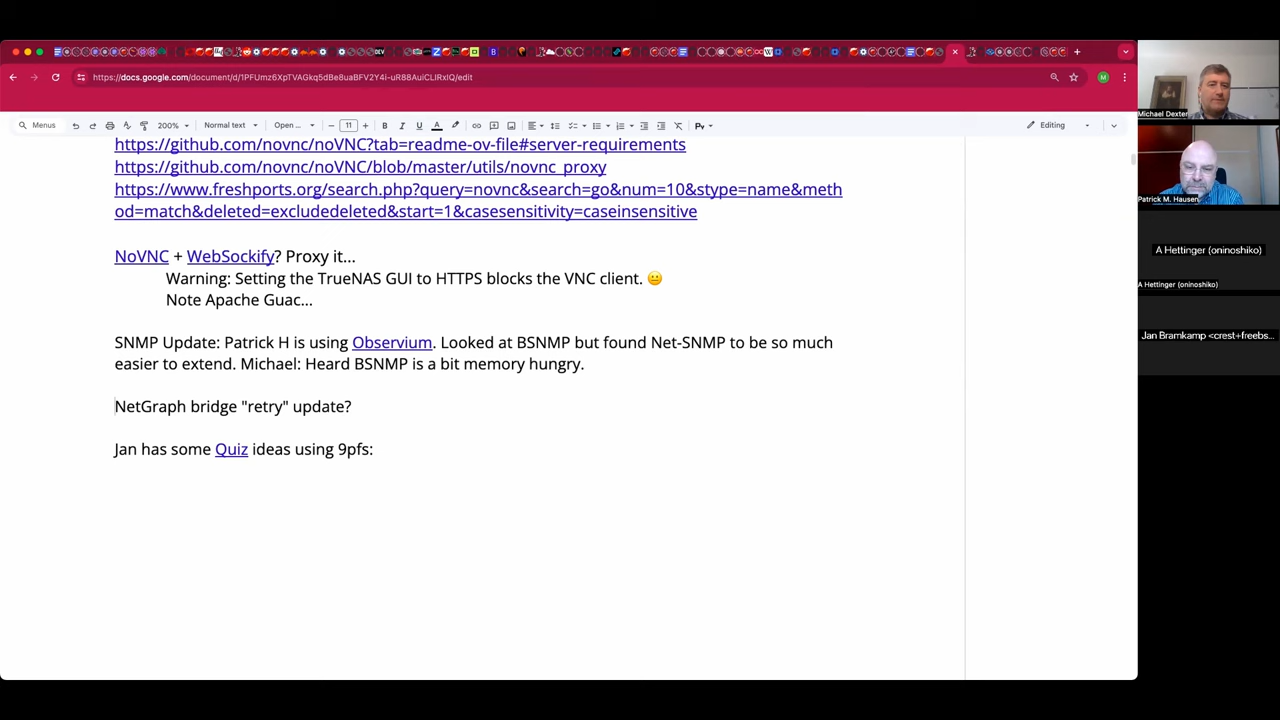 https://docs.google.com/document/d/1PFUmz6XpTVAGkq5dBe8uaBFV2Y4i-uR88AuiCLIRxIQ/edit
Menus
200%
Normal text
Open ...
11
Editing
https://github.com/novnc/noVNC?tab=readme-ov-file#server-requirements
https://github.com/novnc/noVNC/blob/master/utils/novnc_proxy
https://www.freshports.org/search.php?query=novnc&search=go&num=10&stype=name&meth
od=match&deleted=excludedeleted&start=1&casesensitivity=caseinsensitive
NoVNC + WebSockify? Proxy it...
Warning: Setting the TrueNAS GUI to HTTPS blocks the VNC client. 😐
Note Apache Guac...
SNMP Update: Patrick H is using Observium. Looked at BSNMP but found Net-SNMP to be so much
easier to extend. Michael: Heard BSNMP is a bit memory hungry.
NetGraph bridge "retry" update?
Jan has some Quiz ideas using 9pfs:
Michael Dexter
Patrick M. Hausen
A Hettinger (oninoshiko)
A Hettinger (oninoshiko)
Jan Bramkamp <crest+freebs...